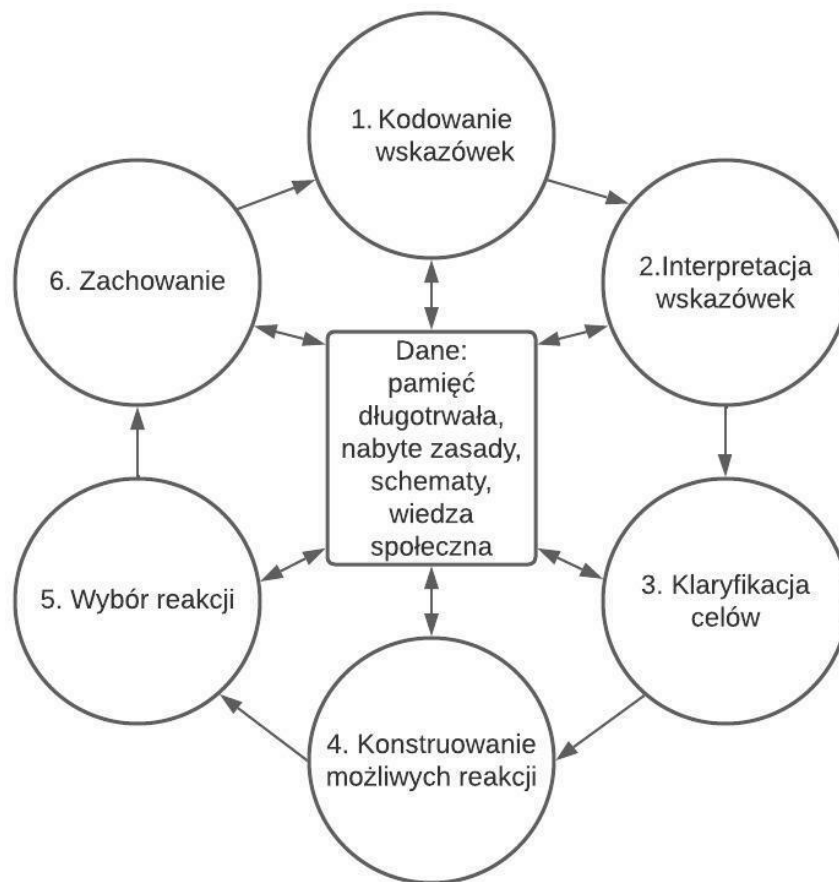 1. Kodowanie
wskazówek
2.Interpretacja
wskazówek
3. Klaryfikacja
celów
4. Konstruowanie
możliwych reakcji
5. Wybór reakcji
6. Zachowanie
Dane:
pamięć
długotrwała,
nabyte zasady,
schematy,
wiedza
społeczna